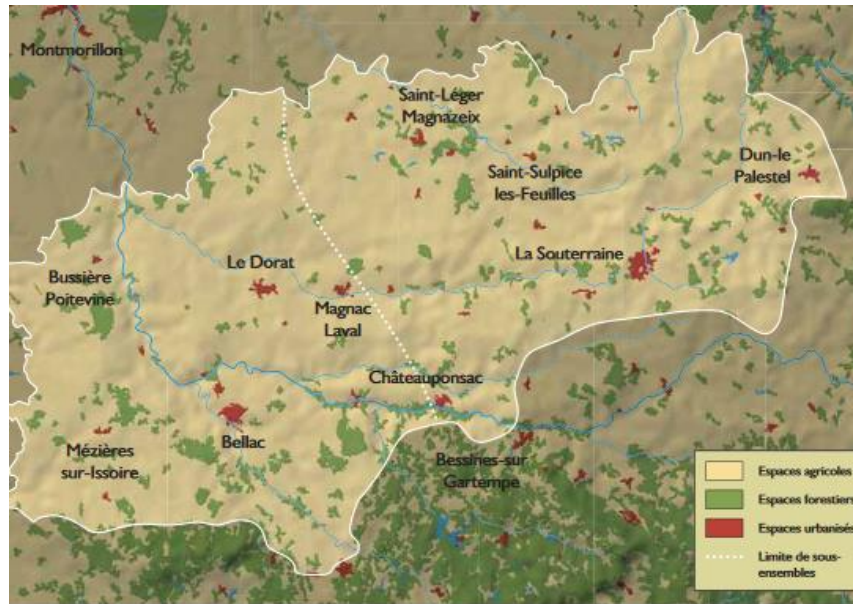 Montmorillon
Saint-Léger
Magnazeix
Saint-Sulpice
les-Feuilles
Dun-le
Palestel
La Souterraine
Le Dorat
Bussière
Poitevine
Magnac
Laval
Châteauponsac
Bellac
Mézières
sur-Issoire
Bessines-sur
Gartempe
Espaces agricoles
Espaces forestiers
Espaces urbanisés
Limite de sous-
ensembles